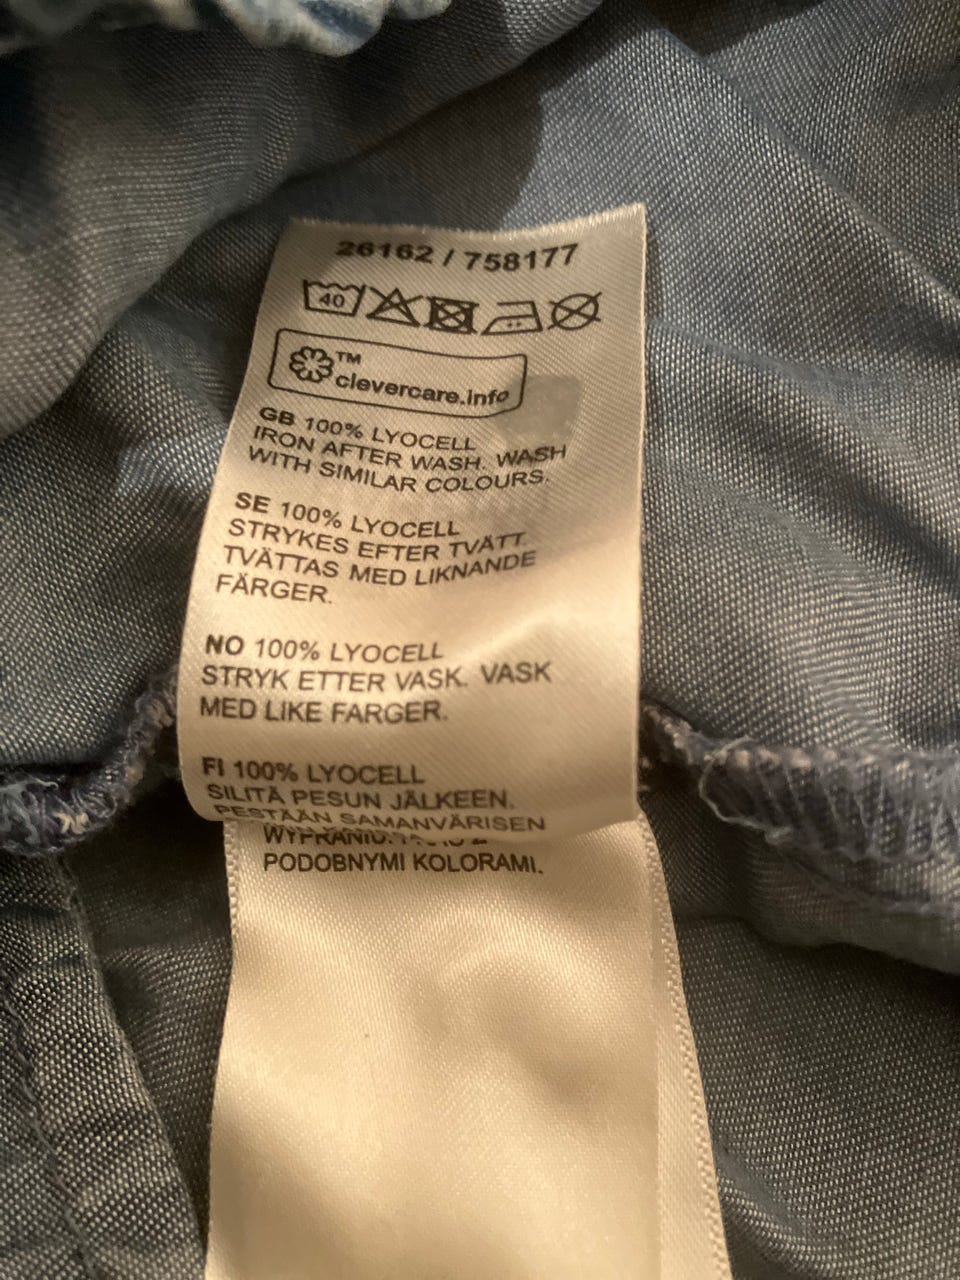 26162 / 758177
40
TM
clevercare.info
GB 100% LYOCELL
IRON AFTER WASH. WASH
WITH SIMILAR COLOURS.
SE 100% LYOCELL
STRYKES EFTER TVÄTT.
TVÄTTAS MED LIKNANDE
FÄRGER.
NO 100% LYOCELL
STRYK ETTER VASK. VASK
MED LIKE FARGER.
FI 100% LYOCELL
SILITÄ PESUN JÄLKEEN.
PESTÄÄN SAMANVÄRISEN
PODOBNYMI KOLORAMI.